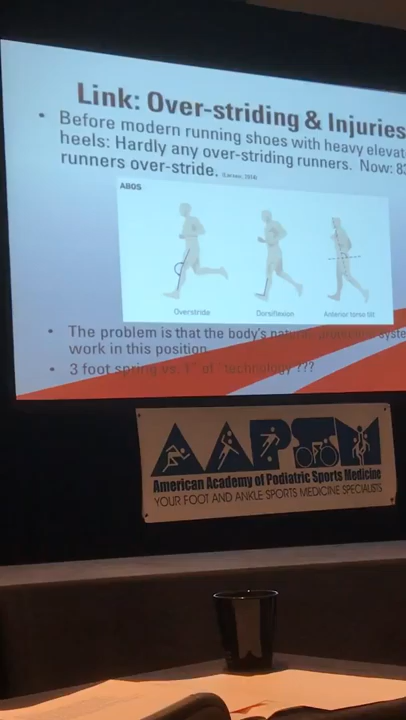 Link: Over-striding & Injuries
• Before modern running shoes with heavy elevat
heels: Hardly any over-striding runners. Now: 83
runners over-stride.
ABOS
Overstride
Dorsiflexion
Anterior torso tilt
• The problem is that the body's
work in this position
• 3 foot spring vs. 1" of "technology"???
AAPSM
American Academy of Podiatric Sports Medicine
YOUR FOOT AND ANKLE SPORTS MEDICINE SPECIALISTS